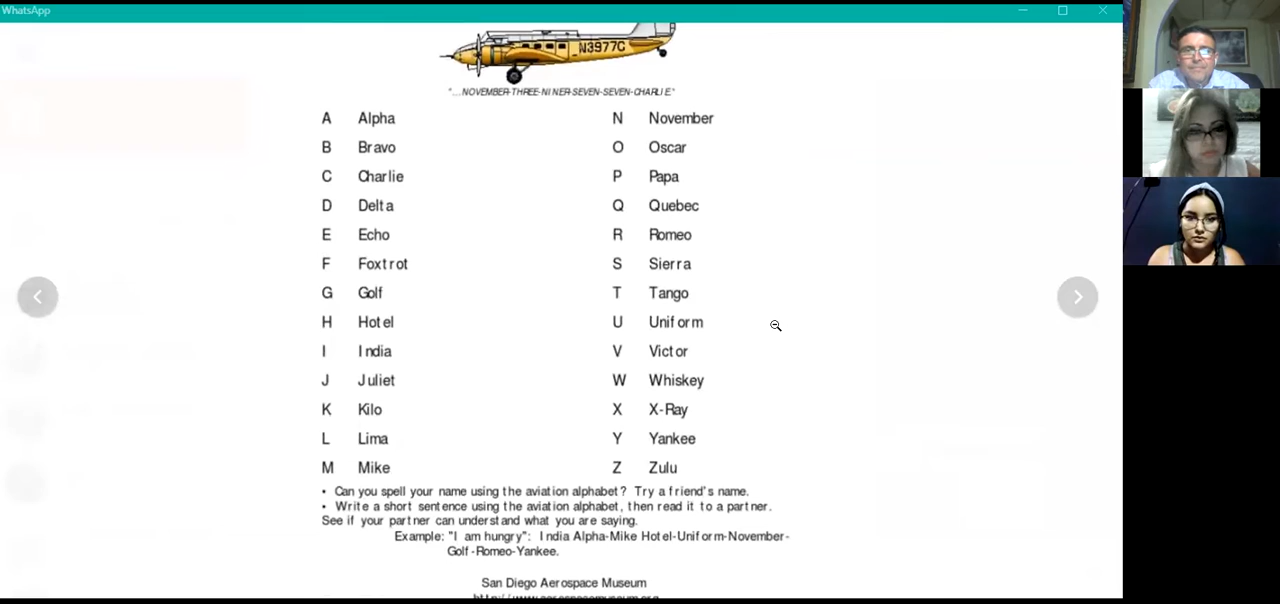 WhatsApp
N3977C
"...NOVEMBER-THREE-NINER-SEVEN-SEVEN-CHARLIE."
A Alpha N November
B Bravo O Oscar
C Charlie P Papa
D Delta Q Quebec
E Echo R Romeo
F Foxtrot S Sierra
G Golf T Tango
H Hotel U Uniform
I India V Victor
J Juliet W Whiskey
K Kilo X X-Ray
L Lima Y Yankee
M Mike Z Zulu
• Can you spell your name using the aviation alphabet? Try a friend's name.
• Write a short sentence using the aviation alphabet, then read it to a partner.
See if your partner can understand what you are saying.
Example: "I am hungry": India Alpha-Mike Hotel-Uniform-November-
Golf-Romeo-Yankee.
San Diego Aerospace Museum
http://www.aerospacemuseum.org